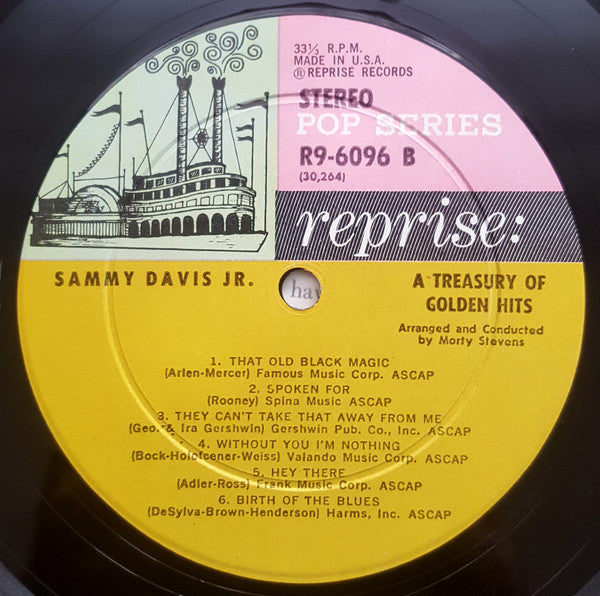 33⅓ R.P.M.
MADE IN U.S.A.
Ⓡ REPRISE RECORDS
STEREO
POP SERIES
R9-6096 B
(30,264)
reprise:
SAMMY DAVIS JR.
A TREASURY OF
GOLDEN HITS
Arranged and Conducted
by Morty Stevens
hay
1. THAT OLD BLACK MAGIC
(Arlen-Mercer) Famous Music Corp. ASCAP
2. SPOKEN FOR
(Rooney) Spina Music ASCAP
3. THEY CAN'T TAKE THAT AWAY FROM ME
(Geo.& Ira Gershwin) Gershwin Pub. Co., Inc. ASCAP
4. WITHOUT YOU I'M NOTHING
(Bock-Holofcener-Weiss) Valando Music Corp. ASCAP
5. HEY THERE
(Adler-Ross) Frank Music Corp. ASCAP
6. BIRTH OF THE BLUES
(DeSylva-Brown-Henderson) Harms, Inc. ASCAP